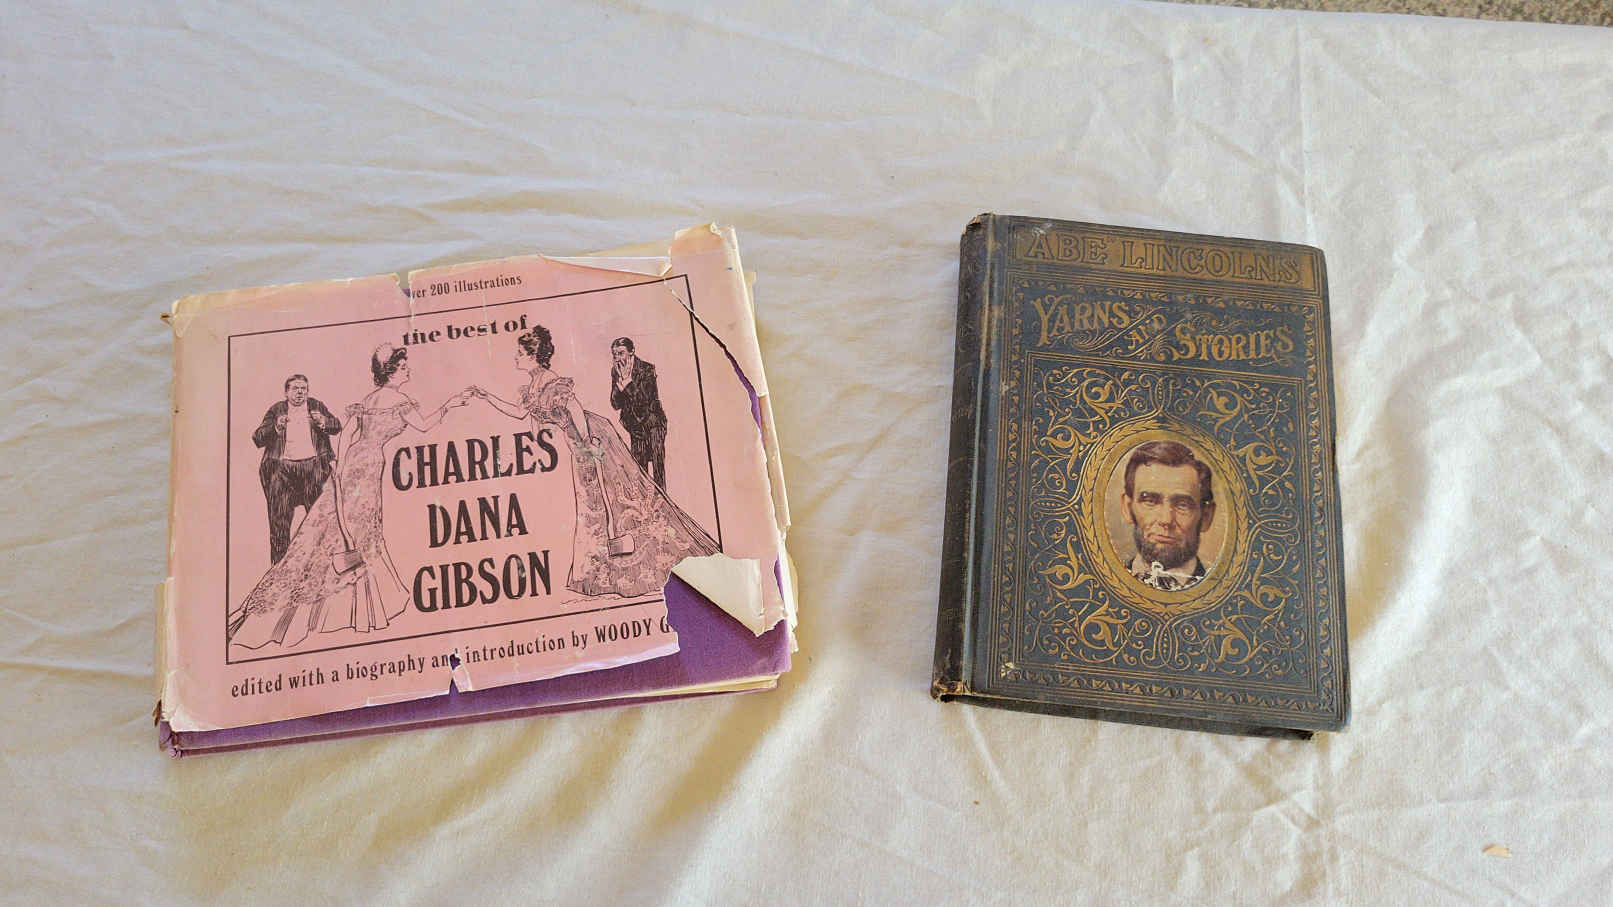 ver 200 illustrations
the best of
CHARLES
DANA
GIBSON
edited with a biography and introduction by WOODY G
"ABE" LINCOLN'S
YARNS AND STORIES